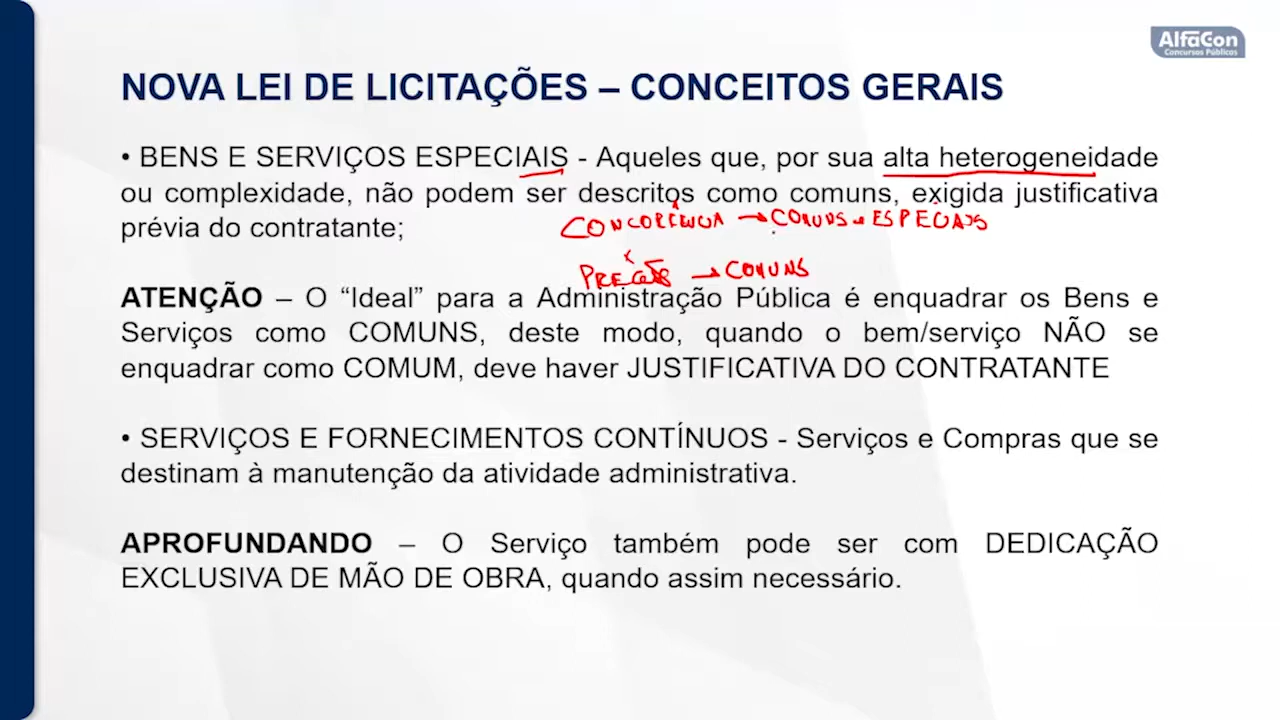 AlfaCon
Concursos Públicos
NOVA LEI DE LICITAÇÕES – CONCEITOS GERAIS
• BENS E SERVIÇOS ESPECIAIS - Aqueles que, por sua alta heterogeneidade
ou complexidade, não podem ser descritos como comuns, exigida justificativa
prévia do contratante;
CONCORRÊNCIA → COMUNS e ESPECIAIS
PREGÃO → COMUNS
ATENÇÃO – O “Ideal” para a Administração Pública é enquadrar os Bens e
Serviços como COMUNS, deste modo, quando o bem/serviço NÃO se
enquadrar como COMUM, deve haver JUSTIFICATIVA DO CONTRATANTE
• SERVIÇOS E FORNECIMENTOS CONTÍNUOS - Serviços e Compras que se
destinam à manutenção da atividade administrativa.
APROFUNDANDO – O Serviço também pode ser com DEDICAÇÃO
EXCLUSIVA DE MÃO DE OBRA, quando assim necessário.